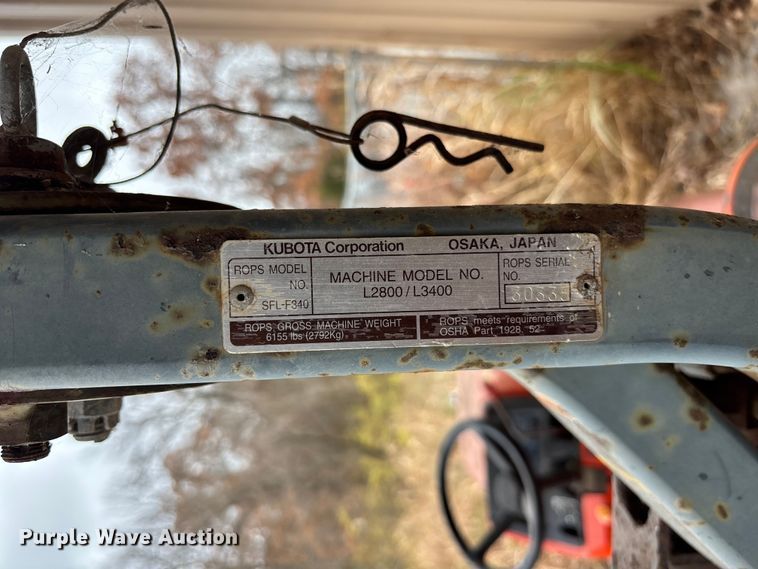 KUBOTA Corporation OSAKA, JAPAN
ROPS MODEL NO.
SFL-F340
MACHINE MODEL NO.
L2800 / L3400
ROPS SERIAL NO.
ROPS GROSS MACHINE WEIGHT
6155 lbs (2792Kg)
ROPS meets requirements of
OSHA Part 1928. 52
Purple Wave Auction